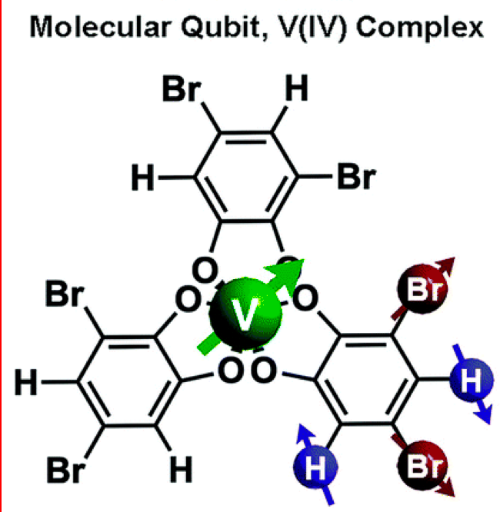 Molecular Qubit, V(IV) Complex
Br H
H Br
O O
Br O V O Br
H O O H
Br H H Br